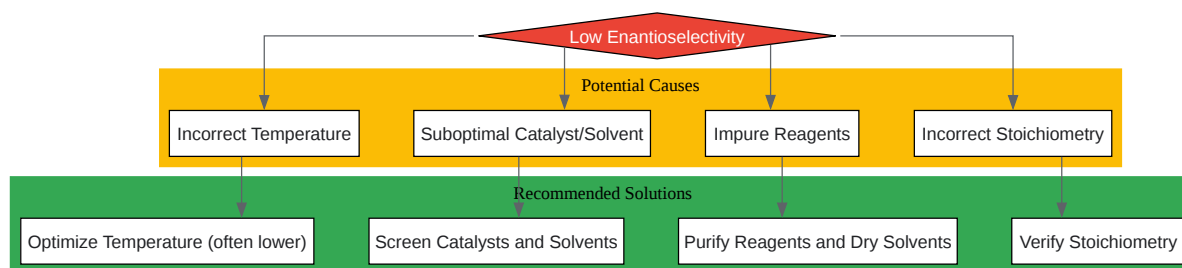 Low Enantioselectivity
Potential Causes
Incorrect Temperature
Suboptimal Catalyst/Solvent
Impure Reagents
Incorrect Stoichiometry
Recommended Solutions
Optimize Temperature (often lower)
Screen Catalysts and Solvents
Purify Reagents and Dry Solvents
Verify Stoichiometry